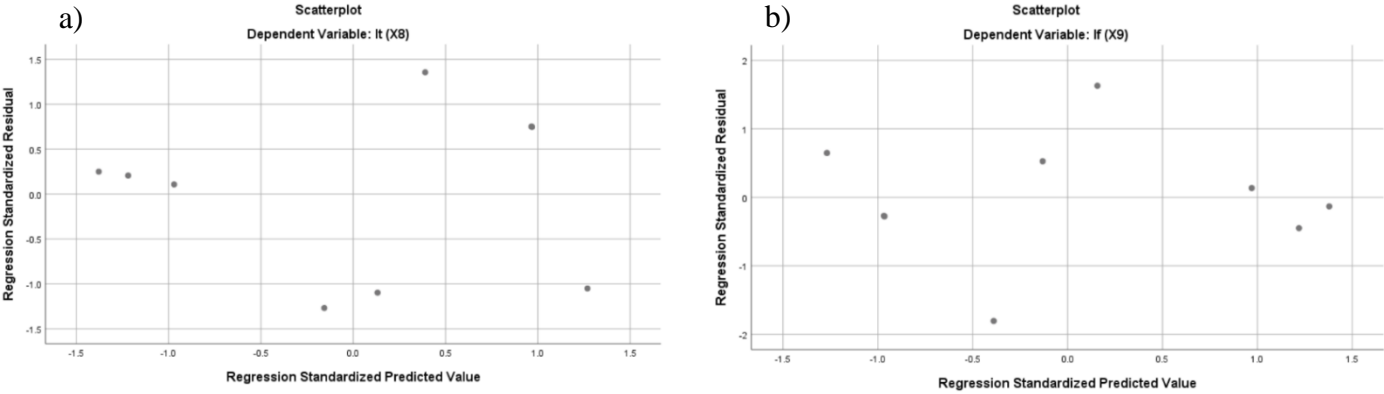 a)
Scatterplot
Dependent Variable: It (X8)
Regression Standardized Residual
1.5
1.0
0.5
0.0
-0.5
-1.0
-1.5
-1.5 -1.0 -0.5 0.0 0.5 1.0 1.5
Regression Standardized Predicted Value
b)
Scatterplot
Dependent Variable: If (X9)
Regression Standardized Residual
2
1
0
-1
-2
-1.5 -1.0 -0.5 0.0 0.5 1.0 1.5
Regression Standardized Predicted Value